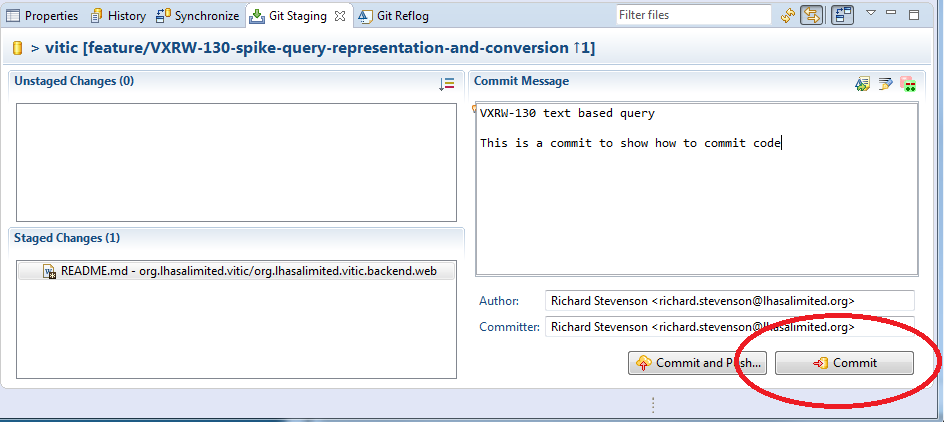 Properties History Synchronize Git Staging Git Reflog Filter files
> vitic [feature/VXRW-130-spike-query-representation-and-conversion ↑1]
Unstaged Changes (0)
Staged Changes (1)
README.md - org.lhasalimited.vitic/org.lhasalimited.vitic.backend.web
Commit Message
VXRW-130 text based query
This is a commit to show how to commit code
Author: Richard Stevenson <richard.stevenson@lhasalimited.org>
Committer: Richard Stevenson <richard.stevenson@lhasalimited.org>
Commit and Push... Commit